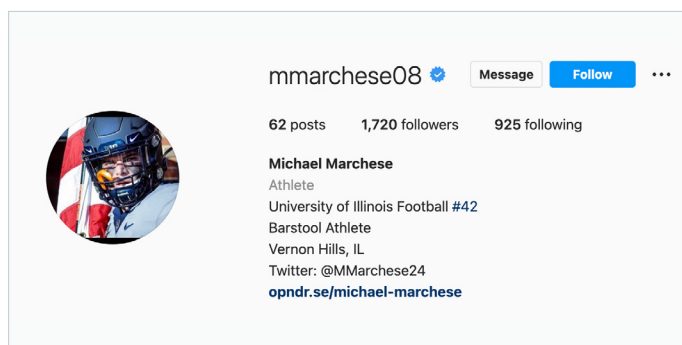 mmarchese08 Message Follow
62 posts 1,720 followers 925 following
Michael Marchese
Athlete
University of Illinois Football #42
Barstool Athlete
Vernon Hills, IL
Twitter: @MMarchese24
opndr.se/michael-marchese